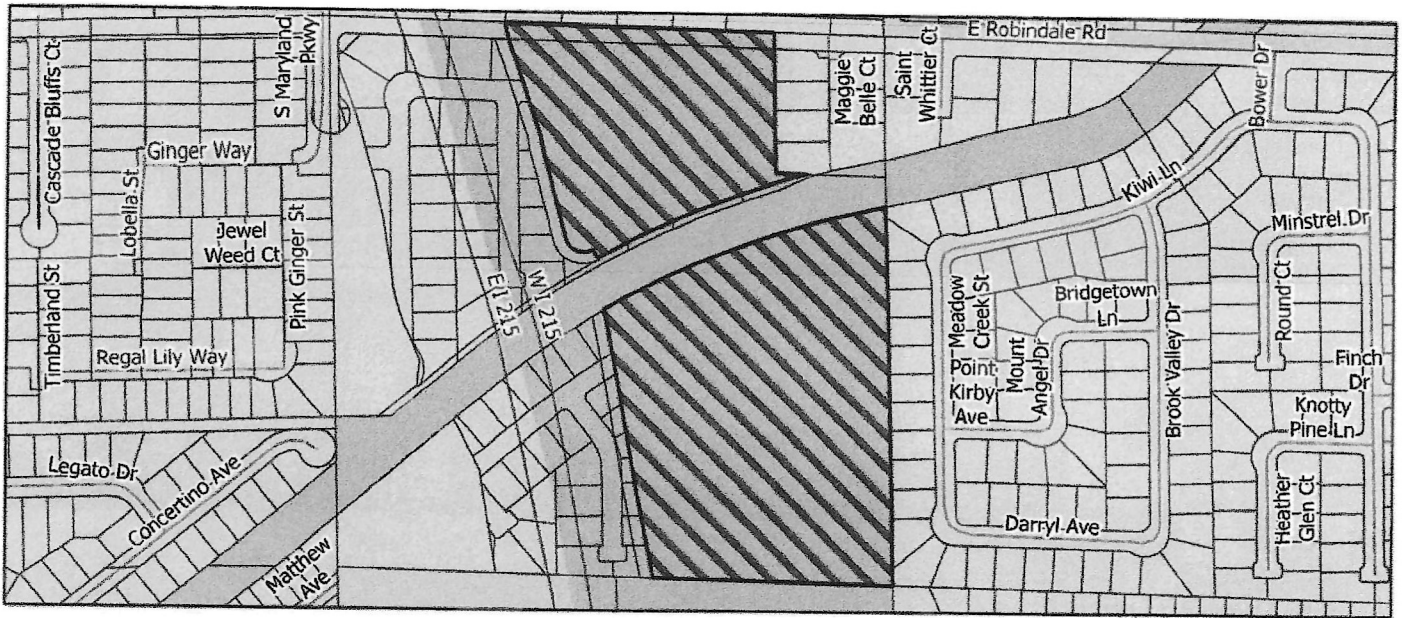 E Robindale Rd
Cascade Bluffs Ct
S Maryland
Pkwy
Maggie
Belle Ct
Saint
Whittier Ct
Bower Dr
Ginger Way
Lobella St
Jewel
Weed Ct
Pink Ginger St
Kiwi Ln
Minstrel Dr
Timberland St
E I 215
W I 215
Meadow
Creek St
Bridgetown
Ln
Round Ct
Regal Lily Way
Point
Kirby
Ave
Mount
Angel Dr
Brook Valley Dr
Finch
Dr
Knotty
Pine Ln
Legato Dr
Concertino Ave
Darryl Ave
Heather
Glen Ct
Matthew
Ave